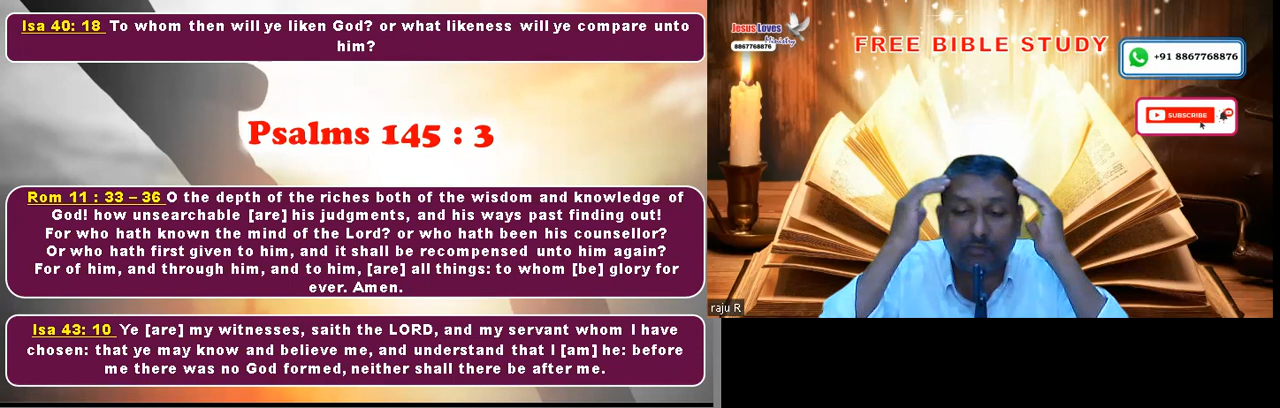 Isa 40: 18 To whom then will ye liken God? or what likeness will ye compare unto
him?
Psalms 145 : 3
Rom 11 : 33 – 36 O the depth of the riches both of the wisdom and knowledge of
God! how unsearchable [are] his judgments, and his ways past finding out!
For who hath known the mind of the Lord? or who hath been his counsellor?
Or who hath first given to him, and it shall be recompensed unto him again?
For of him, and through him, and to him, [are] all things: to whom [be] glory for
ever. Amen.
Isa 43: 10 Ye [are] my witnesses, saith the LORD, and my servant whom I have
chosen: that ye may know and believe me, and understand that I [am] he: before
me there was no God formed, neither shall there be after me.
Jesus Loves
Ministry
8867768876
FREE BIBLE STUDY
+91 8867768876
SUBSCRIBE
raju R